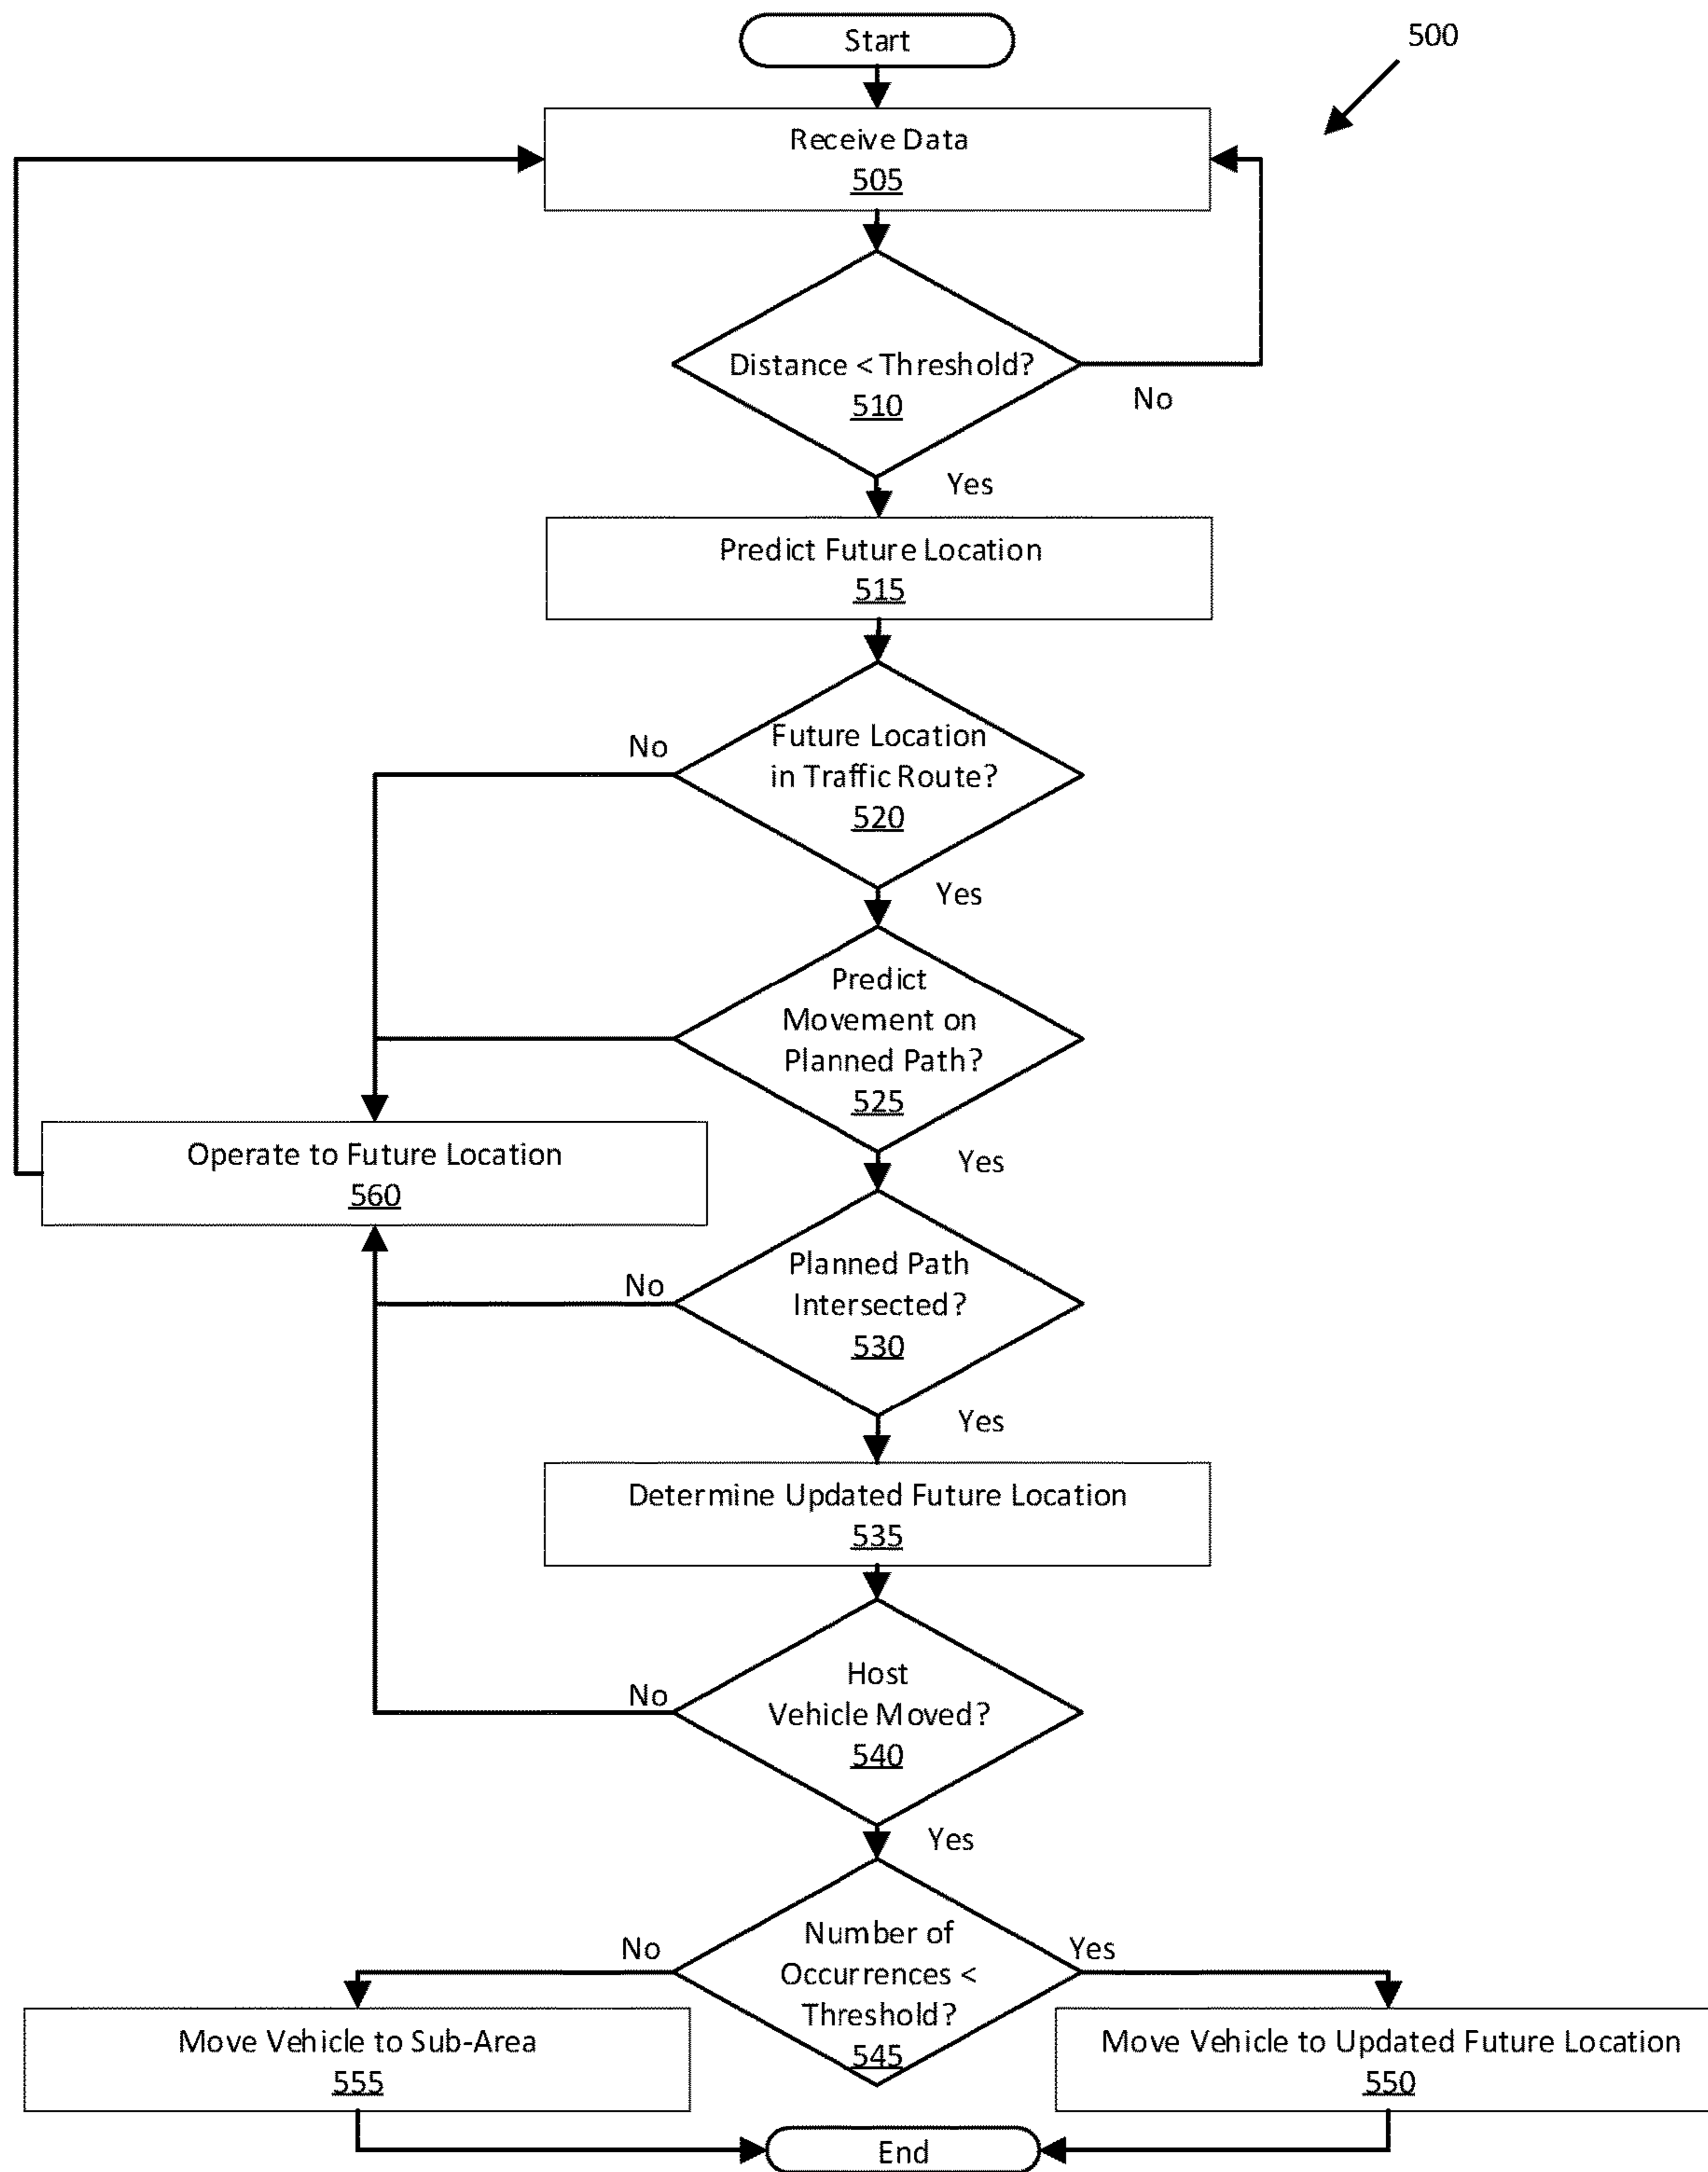 Start
500
Receive Data
505
Distance < Threshold?
510
No
Yes
Predict Future Location
515
No
Future Location
in Traffic Route?
520
Yes
Predict
Movement on
Planned Path?
525
Yes
Operate to Future Location
560
No
Planned Path
Intersected?
530
Yes
Determine Updated Future Location
535
No
Host
Vehicle Moved?
540
Yes
No
Number of
Occurrences <
Threshold?
545
Yes
Move Vehicle to Sub-Area
555
Move Vehicle to Updated Future Location
550
End